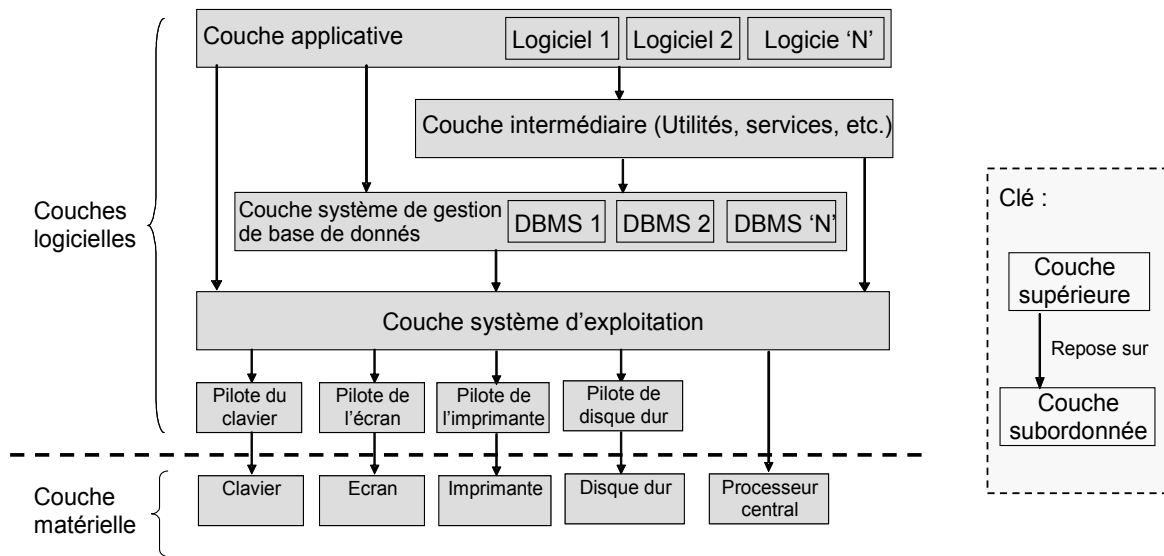 Couche applicative
Logiciel 1
Logiciel 2
Logicie ‘N’
Couche intermédiaire (Utilités, services, etc.)
Couches
logicielles
Couche système de gestion
de base de donnés
DBMS 1
DBMS 2
DBMS ‘N’
Couche système d’exploitation
Pilote du
clavier
Pilote de
l’écran
Pilote de
l’imprimante
Pilote de
disque dur
Couche
matérielle
Clavier
Ecran
Imprimante
Disque dur
Processeur
central
Clé :
Couche
supérieure
Repose sur
Couche
subordonnée